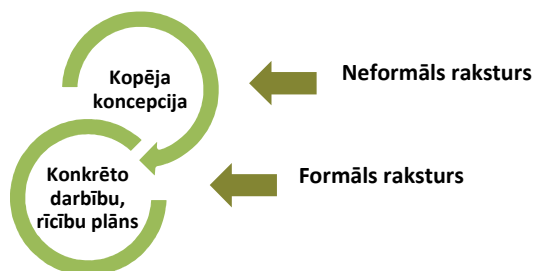 Kopēja
koncepcija
Neformāls raksturs
Konkrēto
darbību,
rīcību plāns
Formāls raksturs